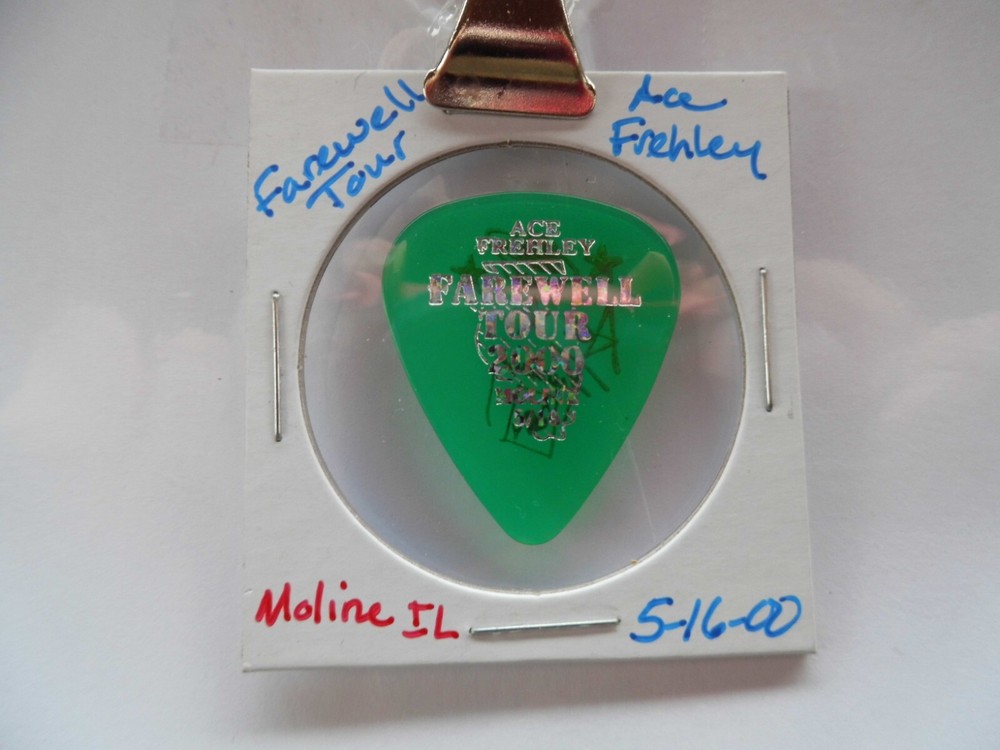 Farewell
Tour
Ace
Frehley
ACE
FREHLEY
FAREWELL
TOUR
2000
Moline IL
5-16-00